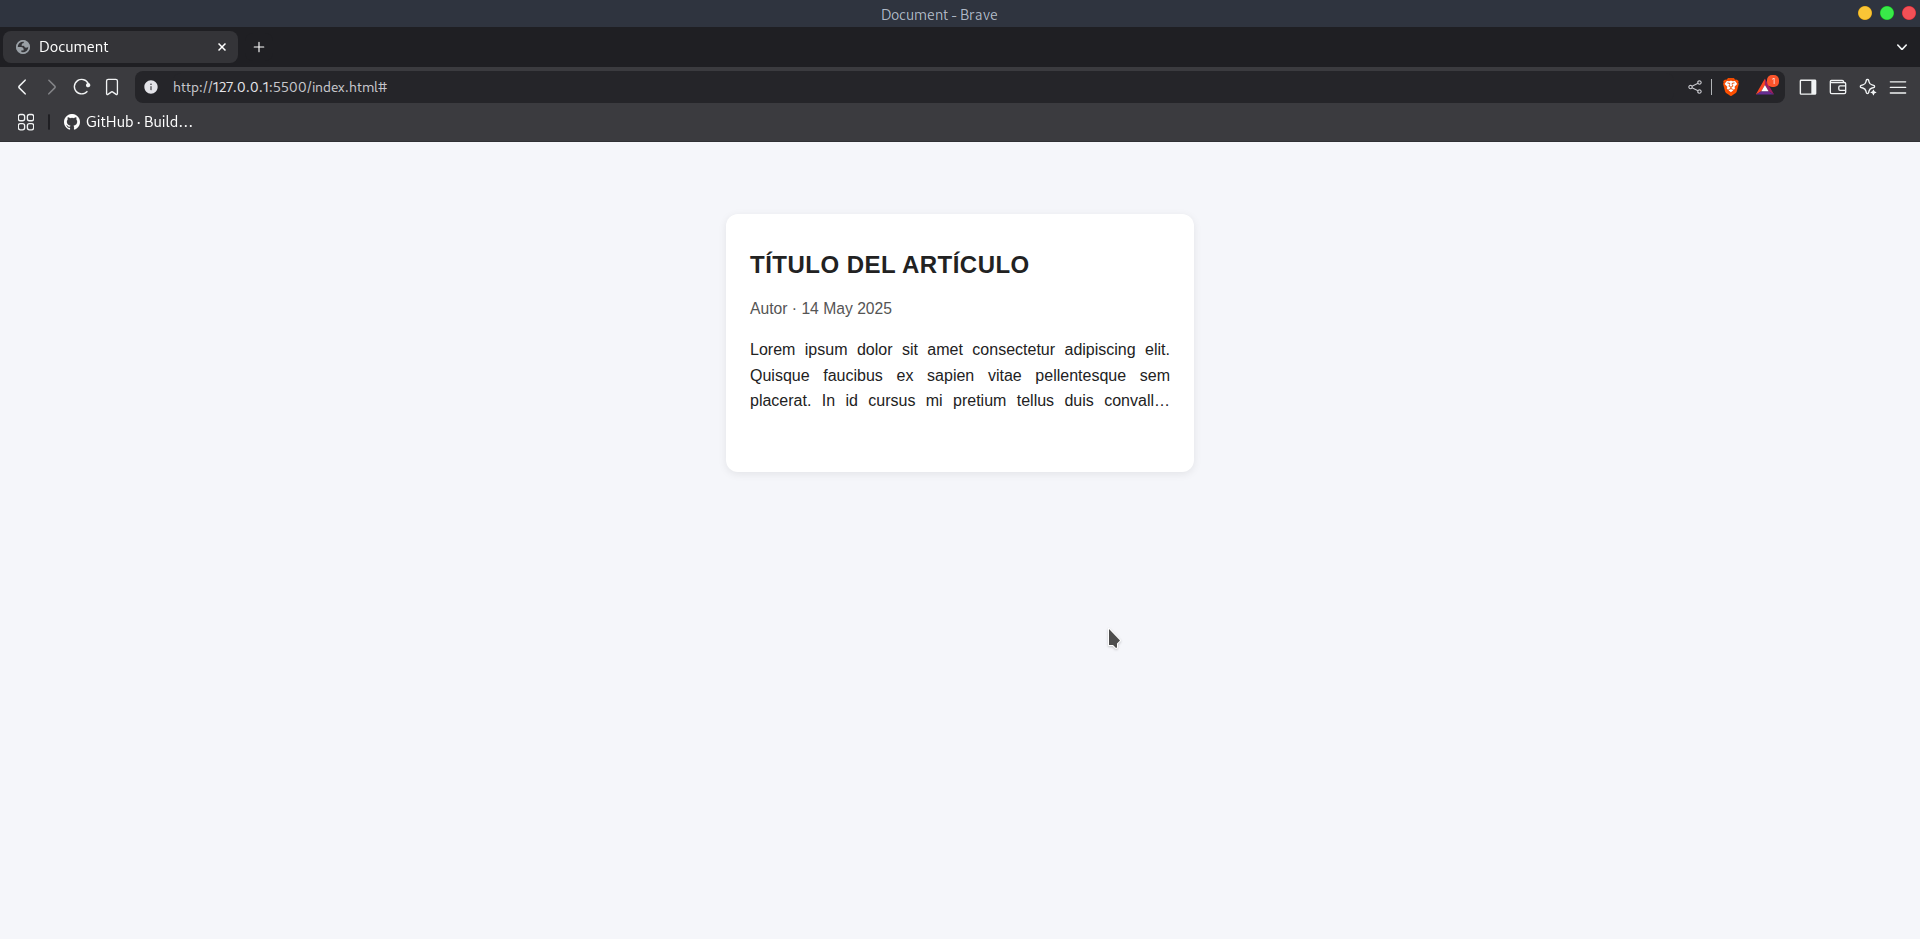 Document - Brave
Document
http://127.0.0.1:5500/index.html#
1
GitHub · Build...
TÍTULO DEL ARTÍCULO
Autor · 14 May 2025
Lorem ipsum dolor sit amet consectetur adipiscing elit.
Quisque faucibus ex sapien vitae pellentesque sem
placerat. In id cursus mi pretium tellus duis convall…